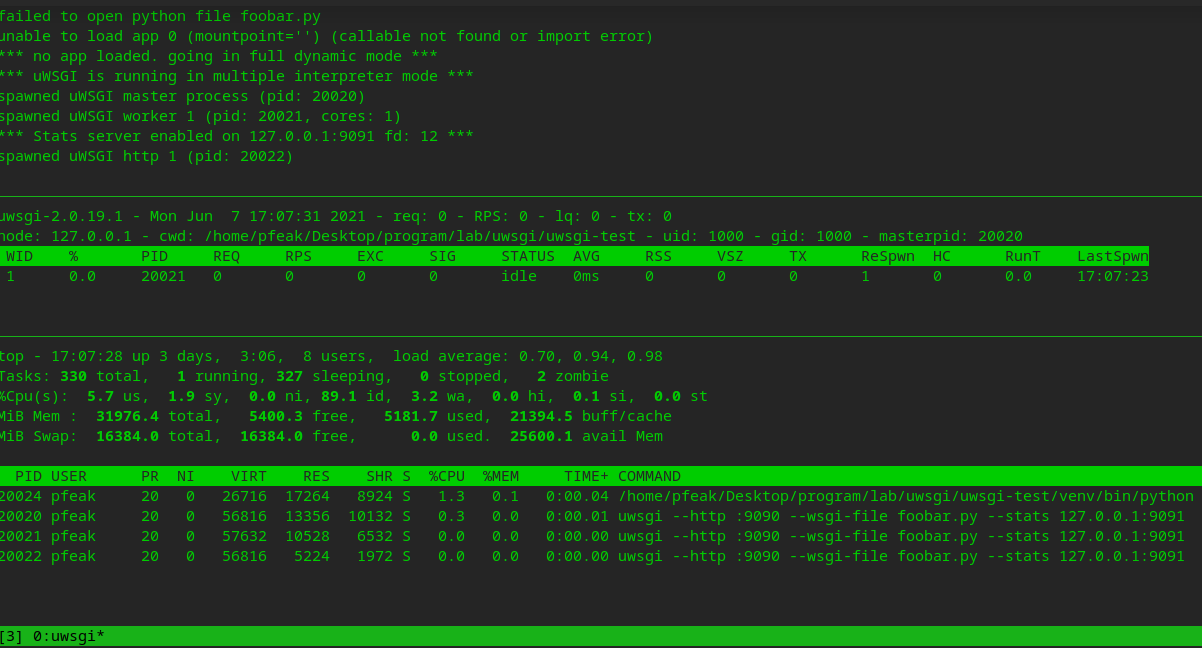 failed to open python file foobar.py
unable to load app 0 (mountpoint='') (callable not found or import error)
*** no app loaded. going in full dynamic mode ***
*** uWSGI is running in multiple interpreter mode ***
spawned uWSGI master process (pid: 20020)
spawned uWSGI worker 1 (pid: 20021, cores: 1)
*** Stats server enabled on 127.0.0.1:9091 fd: 12 ***
spawned uWSGI http 1 (pid: 20022)
uwsgi-2.0.19.1 - Mon Jun  7 17:07:31 2021 - req: 0 - RPS: 0 - lq: 0 - tx: 0
node: 127.0.0.1 - cwd: /home/pfeak/Desktop/program/lab/uwsgi/uwsgi-test - uid: 1000 - gid: 1000 - masterpid: 20020
WID    %       PID     REQ     RPS     EXC     SIG     STATUS  AVG     RSS     VSZ     TX      ReSpwn  HC      RunT    LastSpwn
1      0.0     20021   0       0       0       0       idle    0ms     0       0       0       1       0       0.0     17:07:23
top - 17:07:28 up 3 days,  3:06,  8 users,  load average: 0.70, 0.94, 0.98
Tasks: 330 total,   1 running, 327 sleeping,   0 stopped,   2 zombie
%Cpu(s):  5.7 us,  1.9 sy,  0.0 ni, 89.1 id,  3.2 wa,  0.0 hi,  0.1 si,  0.0 st
MiB Mem :  31976.4 total,   5400.3 free,   5181.7 used,  21394.5 buff/cache
MiB Swap:  16384.0 total,  16384.0 free,      0.0 used.  25600.1 avail Mem
PID USER      PR  NI    VIRT    RES    SHR S  %CPU  %MEM     TIME+ COMMAND
20024 pfeak     20   0   26716  17264   8924 S   1.3   0.1   0:00.04 /home/pfeak/Desktop/program/lab/uwsgi/uwsgi-test/venv/bin/python
20020 pfeak     20   0   56816  13356  10132 S   0.3   0.0   0:00.01 uwsgi --http :9090 --wsgi-file foobar.py --stats 127.0.0.1:9091
20021 pfeak     20   0   57632  10528   6532 S   0.0   0.0   0:00.00 uwsgi --http :9090 --wsgi-file foobar.py --stats 127.0.0.1:9091
20022 pfeak     20   0   56816   5224   1972 S   0.0   0.0   0:00.00 uwsgi --http :9090 --wsgi-file foobar.py --stats 127.0.0.1:9091
[3] 0:uwsgi*